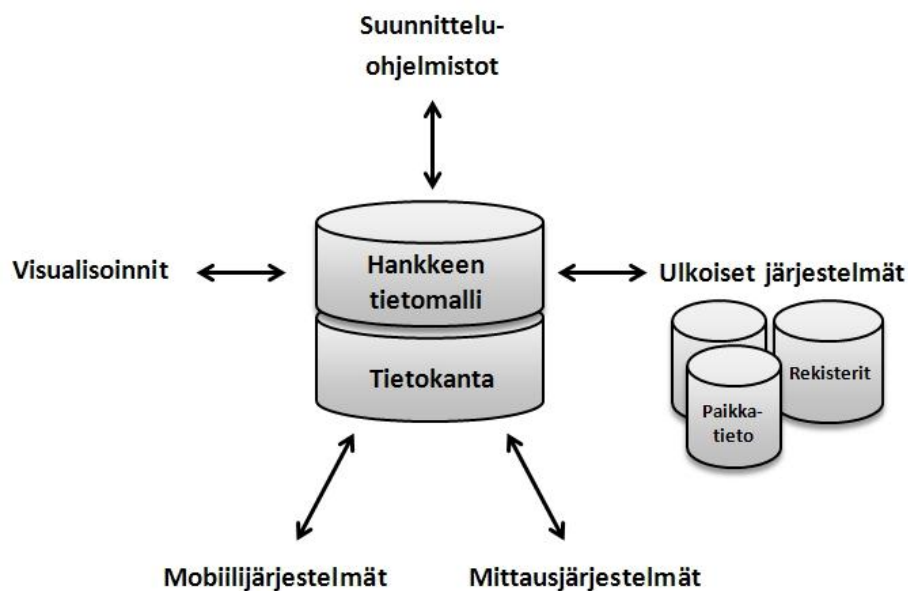 Suunnittelu-
ohjelmistot
Visualisoinnit
Hankkeen
tietomalli
Tietokanta
Ulkoiset järjestelmät
Rekisterit
Paikka-
tieto
Mobiilijärjestelmät
Mittausjärjestelmät